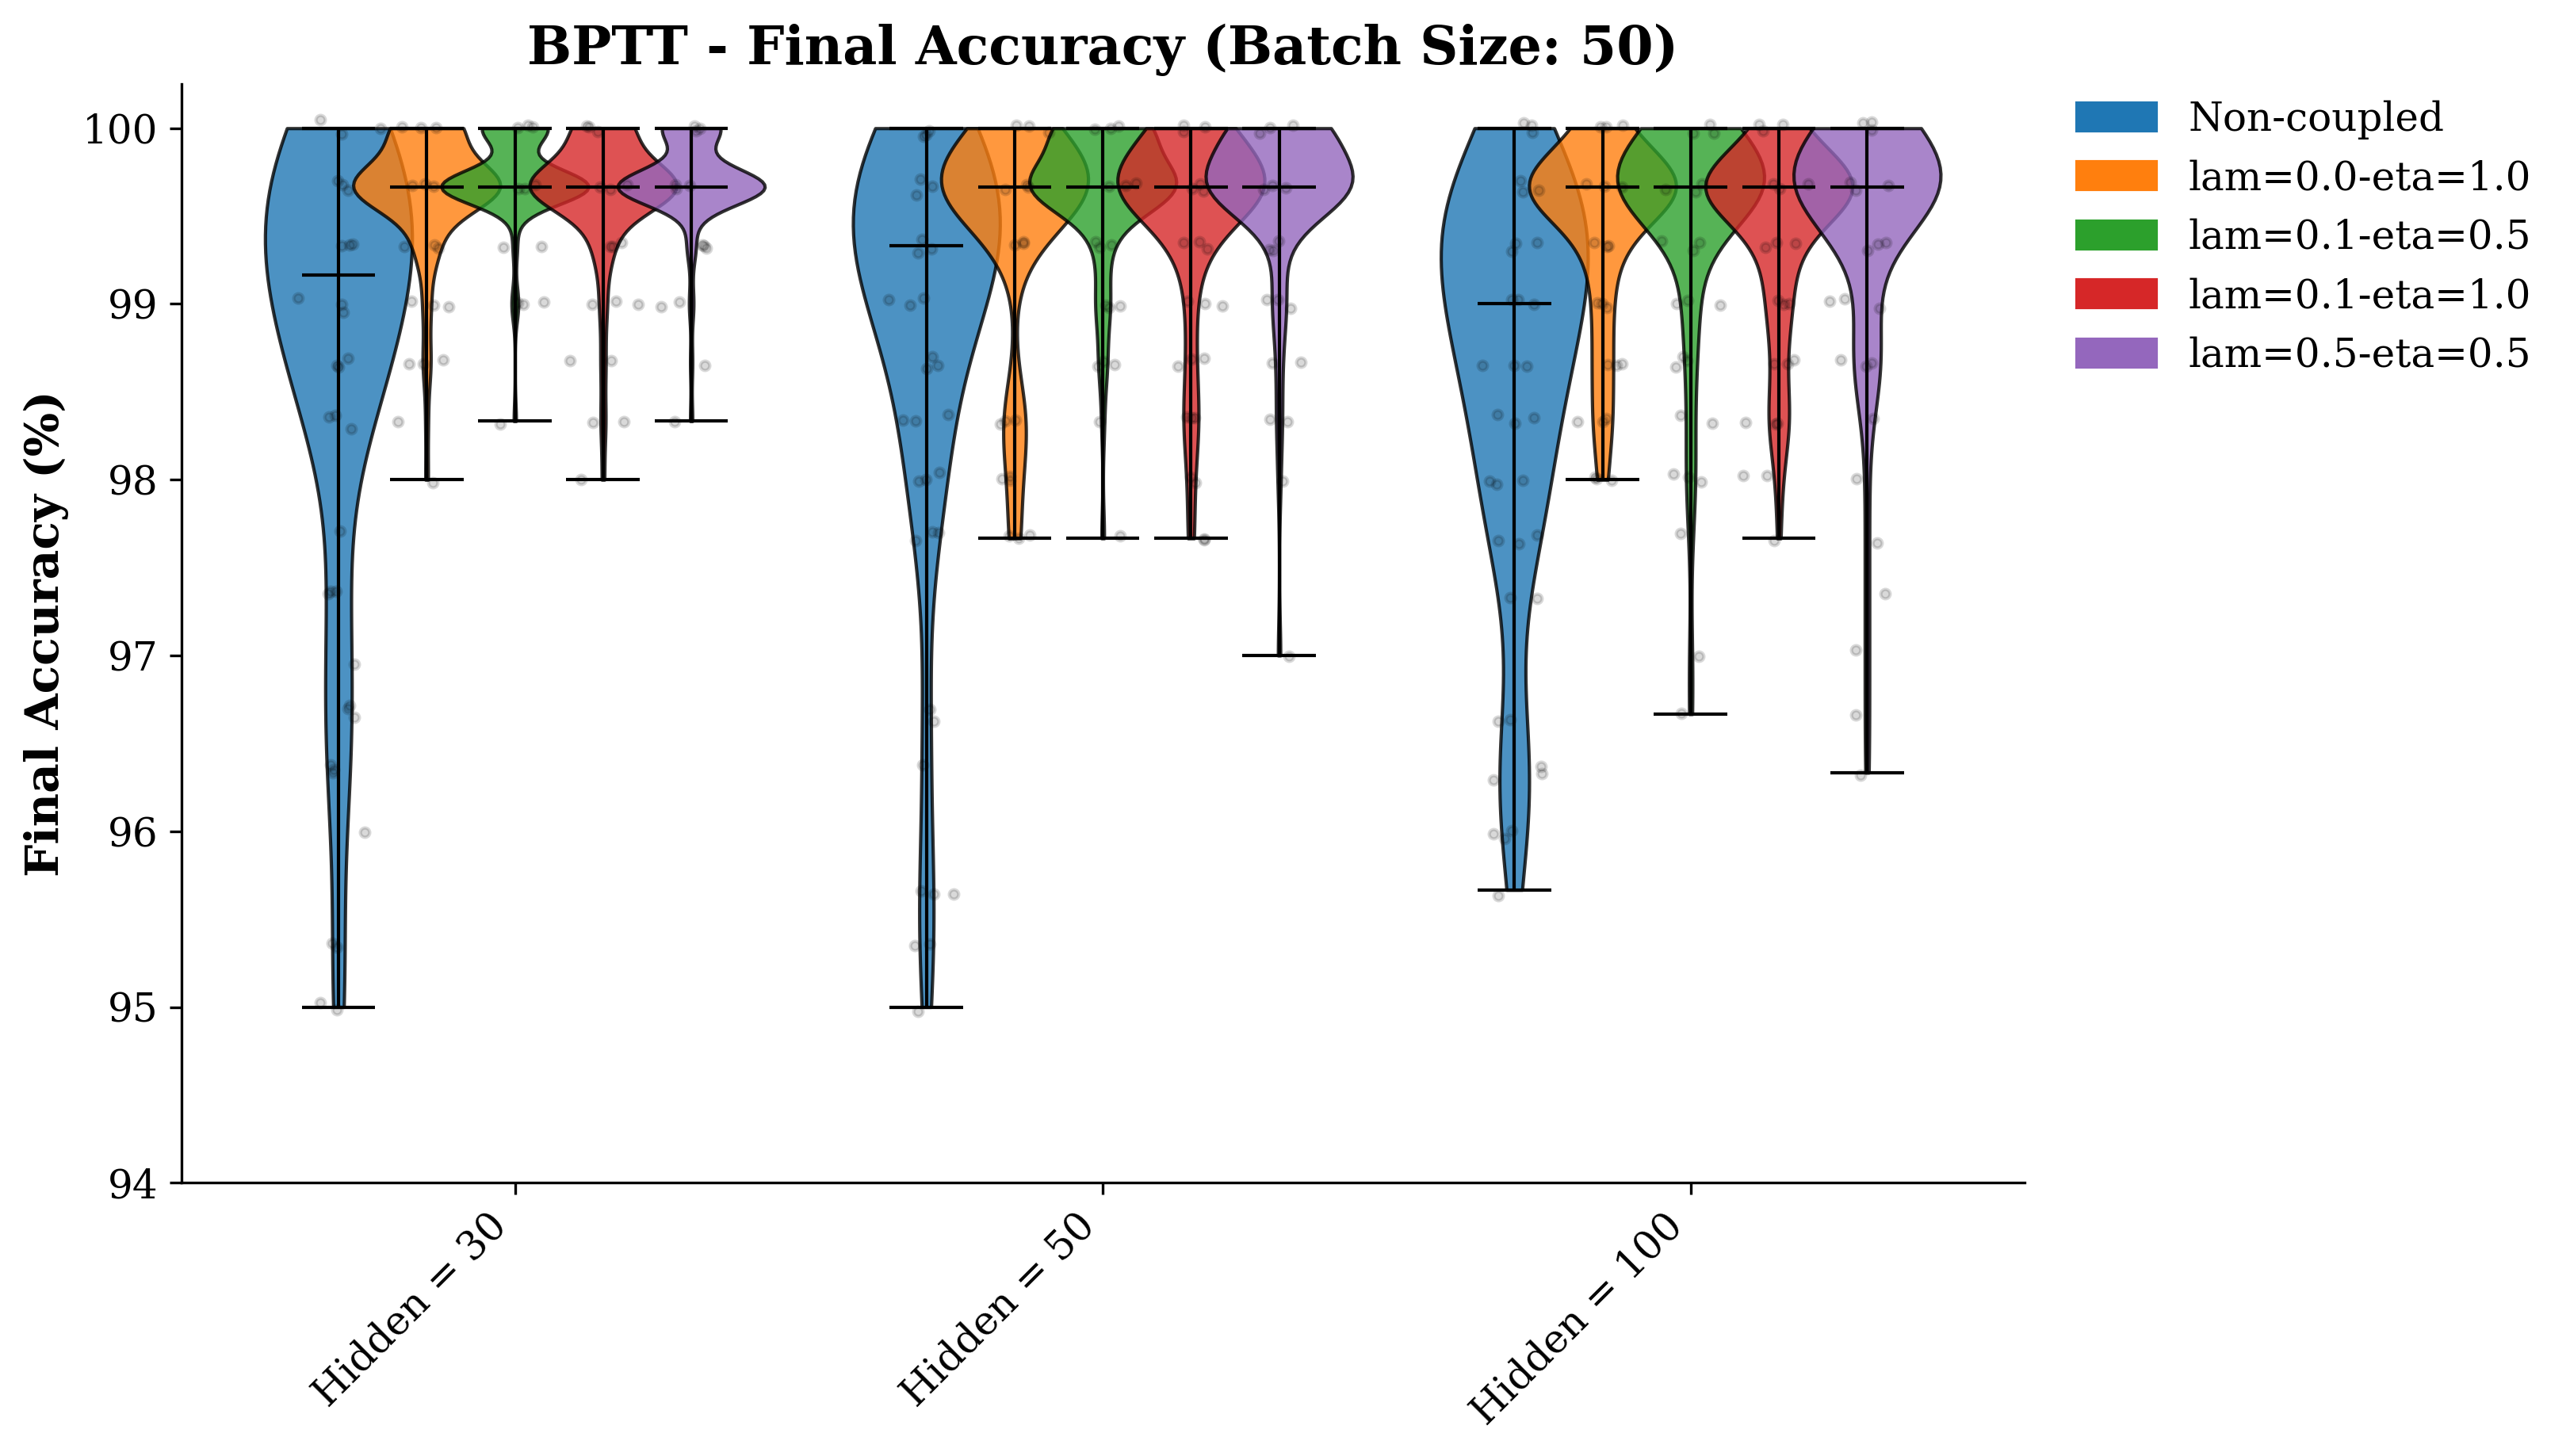 BPTT - Final Accuracy (Batch Size: 50)
Final Accuracy (%)
100
99
98
97
96
95
94
Hidden = 30
Hidden = 50
Hidden = 100
Non-coupled
lam=0.0-eta=1.0
lam=0.1-eta=0.5
lam=0.1-eta=1.0
lam=0.5-eta=0.5